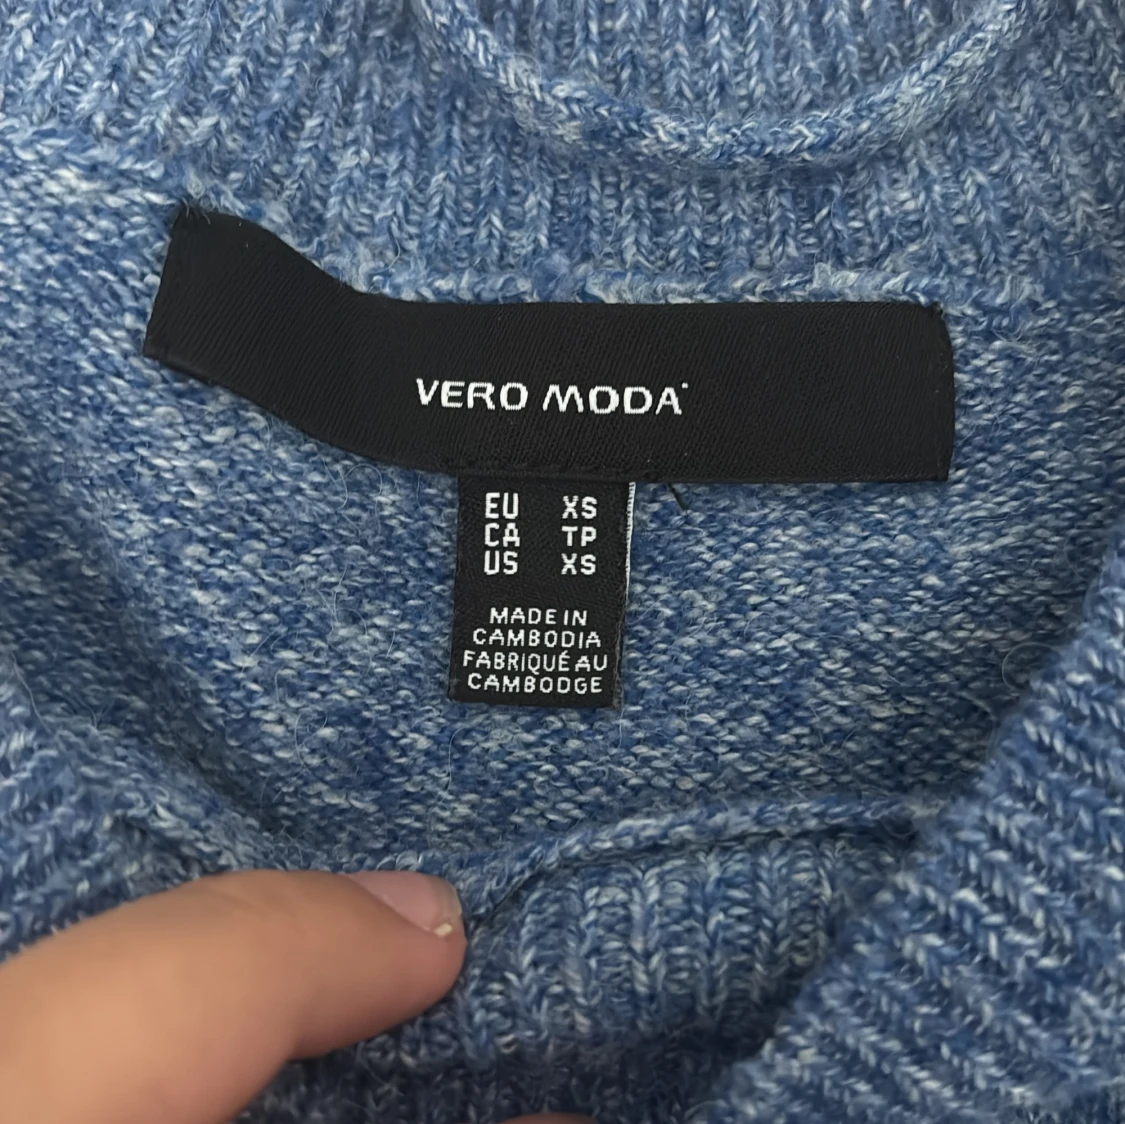 VERO MODA
EU XS
CA TP
US XS
MADE IN
CAMBODIA
FABRIQUÉ AU
CAMBODGE